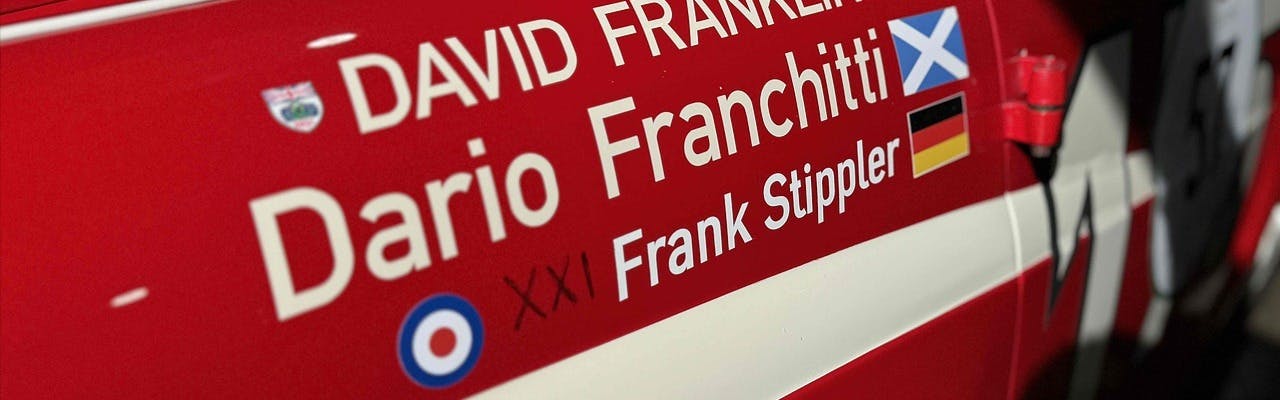 DAVID FRANKLIN
Dario Franchitti
XXI Frank Stippler